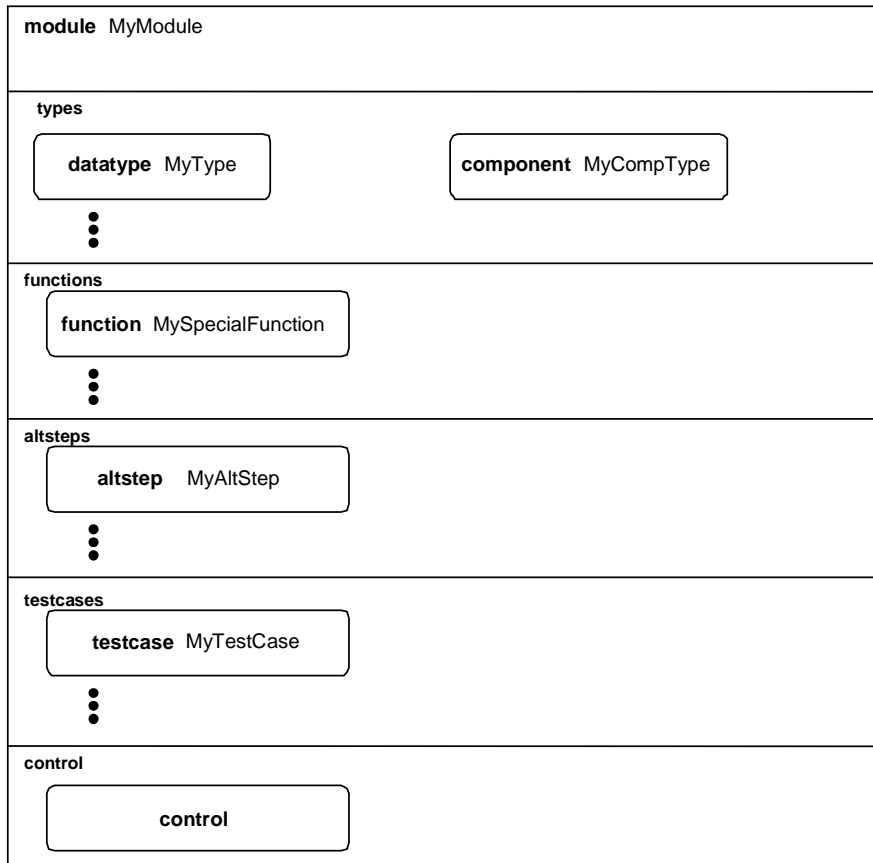 module MyModule
types
datatype MyType component MyCompType
functions
function MySpecialFunction
altsteps
altstep MyAltStep
testcases
testcase MyTestCase
control
control